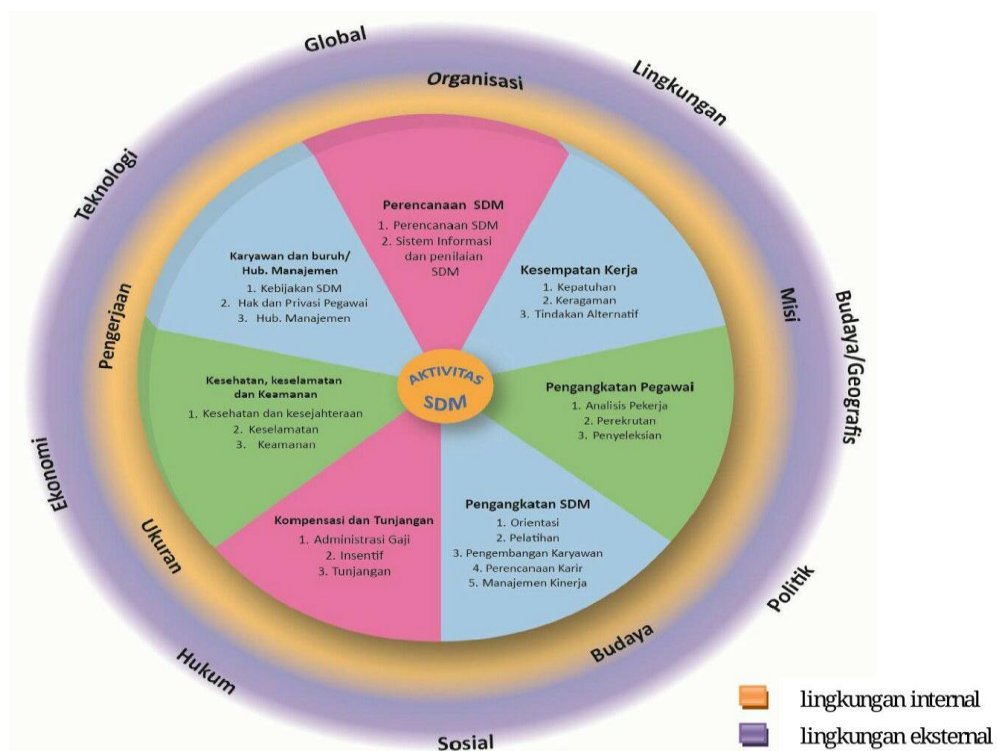 Global
Lingkungan
Organisasi
Teknologi
Perencanaan SDM
1. Perencanaan SDM
2. Sistem Informasi
dan penilaian
SDM
Karyawan dan buruh/
Hub. Manajemen
1. Kebijakan SDM
2. Hak dan Privasi Pegawai
3. Hub. Manajemen
Kesempatan Kerja
1. Kepatuhan
2. Keragaman
3. Tindakan Alternatif
Pengerjaan
Misi
Budaya/Geografis
AKTIVITAS
SDM
Kesehatan, keselamatan
dan Keamanan
1. Kesehatan dan kesejahteraan
2. Keselamatan
3. Keamanan
Pengangkatan Pegawai
1. Analisis Pekerja
2. Perekrutan
3. Penyeleksian
Ekonomi
Ukuran
Kompensasi dan Tunjangan
1. Administrasi Gaji
2. Insentif
3. Tunjangan
Pengangkatan SDM
1. Orientasi
2. Pelatihan
3. Pengembangan Karyawan
4. Perencanaan Karir
5. Manajemen Kinerja
Politik
Budaya
Hukum
Sosial
lingkungan internal
lingkungan eksternal